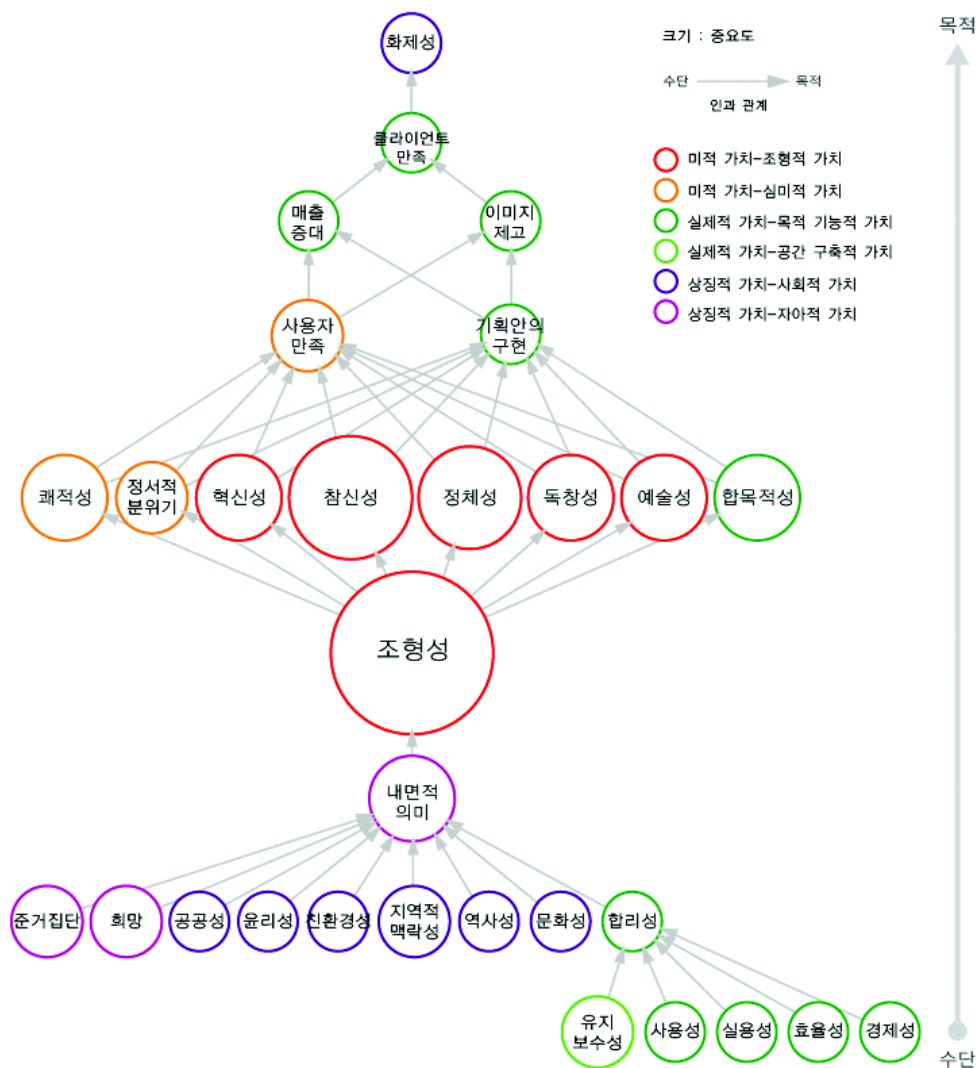 화제성
클라이언트
만족
매출
증대
이미지
제고
사용자
만족
기획안의
구현
쾌적성
정서적
분위기
혁신성
참신성
정체성
독창성
예술성
합목적성
조형성
내면적
의미
준거집단
희망
공공성
윤리성
친환경성
지역적
맥락성
역사성
문화성
합리성
유지
보수성
사용성
실용성
효율성
경제성
크기 : 중요도
수단
목적
인과 관계
미적 가치-조형적 가치
미적 가치-심미적 가치
실제적 가치-목적 기능적 가치
실제적 가치-공간 구축적 가치
상징적 가치-사회적 가치
상징적 가치-자아적 가치
목적
수단